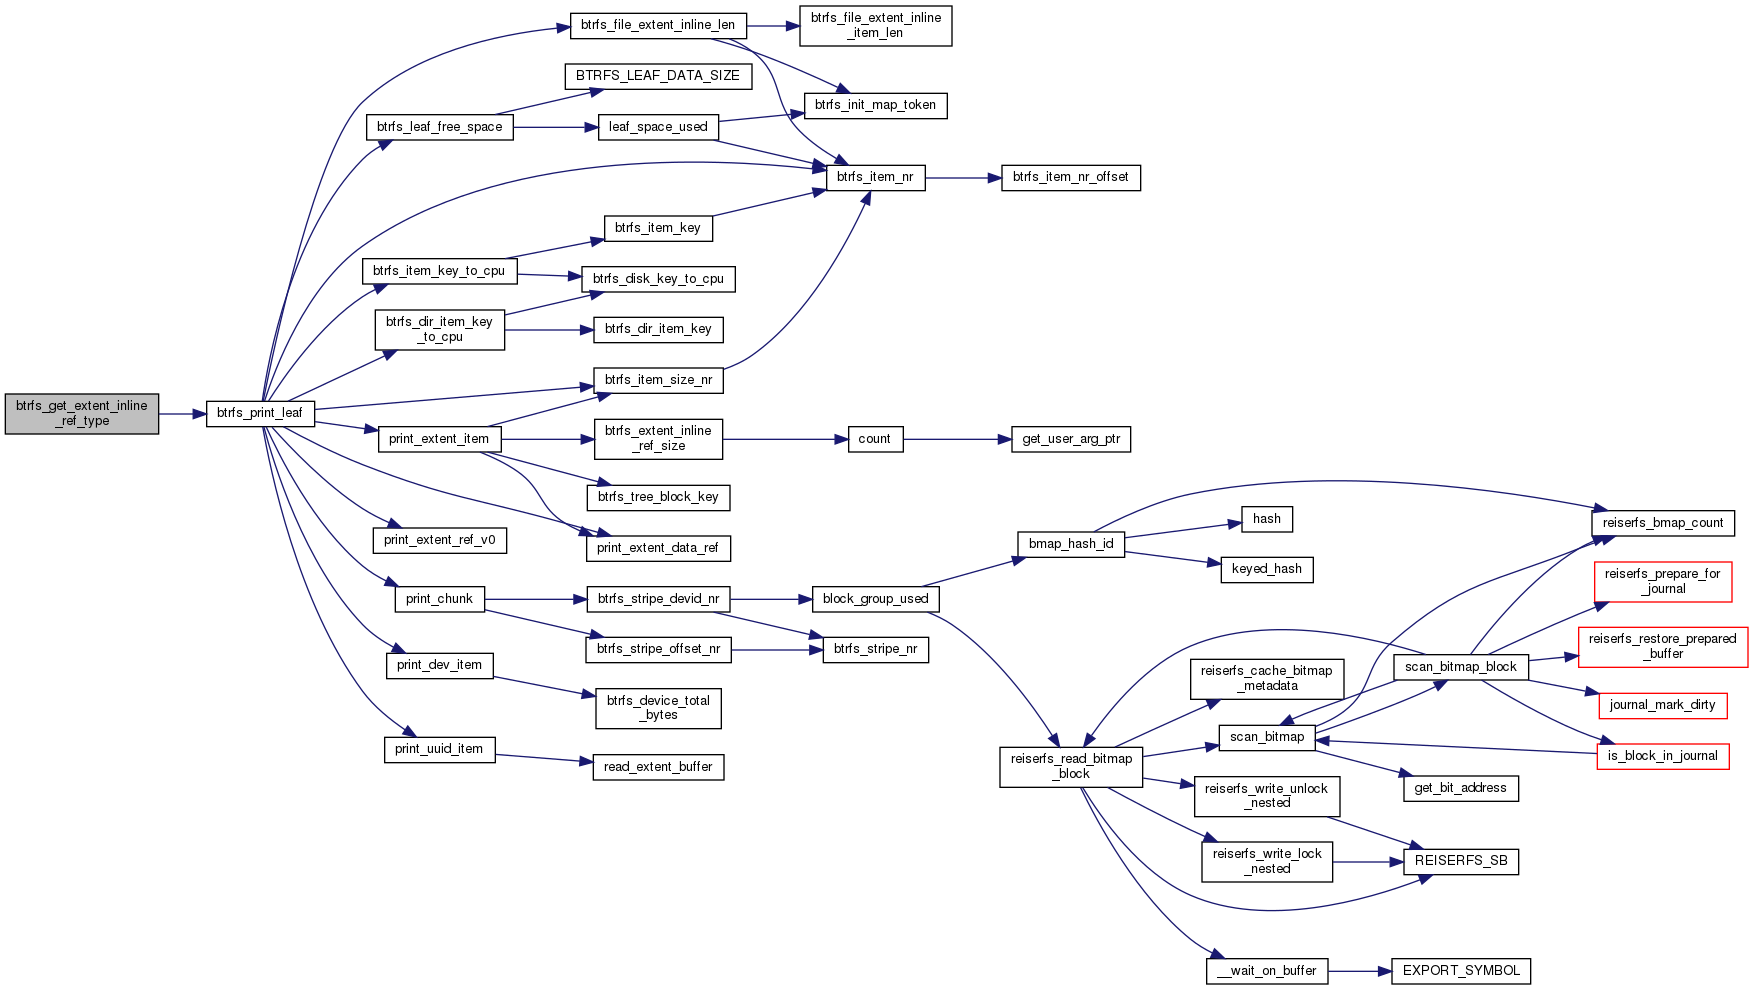 btrfs_get_extent_inline
_ref_type
btrfs_print_leaf
btrfs_file_extent_inline_len
btrfs_file_extent_inline
_item_len
BTRFS_LEAF_DATA_SIZE
btrfs_init_map_token
btrfs_leaf_free_space
leaf_space_used
btrfs_item_nr
btrfs_item_nr_offset
btrfs_item_key
btrfs_item_key_to_cpu
btrfs_disk_key_to_cpu
btrfs_dir_item_key
_to_cpu
btrfs_dir_item_key
btrfs_item_size_nr
print_extent_item
btrfs_extent_inline
_ref_size
count
get_user_arg_ptr
btrfs_tree_block_key
print_extent_ref_v0
print_extent_data_ref
print_chunk
btrfs_stripe_devid_nr
block_group_used
bmap_hash_id
hash
keyed_hash
reiserfs_bmap_count
btrfs_stripe_offset_nr
btrfs_stripe_nr
print_dev_item
btrfs_device_total
_bytes
print_uuid_item
read_extent_buffer
reiserfs_read_bitmap
_block
reiserfs_cache_bitmap
_metadata
scan_bitmap
scan_bitmap_block
reiserfs_prepare_for
_journal
reiserfs_restore_prepared
_buffer
journal_mark_dirty
is_block_in_journal
get_bit_address
reiserfs_write_unlock
_nested
reiserfs_write_lock
_nested
REISERFS_SB
__wait_on_buffer
EXPORT_SYMBOL